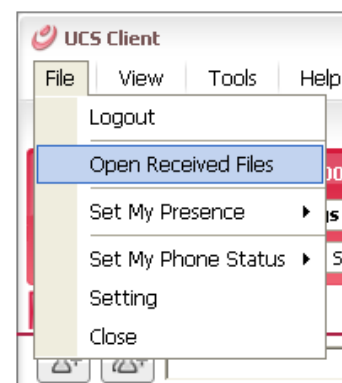 UCS Client
File View Tools Help
Logout
Open Received Files
Set My Presence
Set My Phone Status
Setting
Close